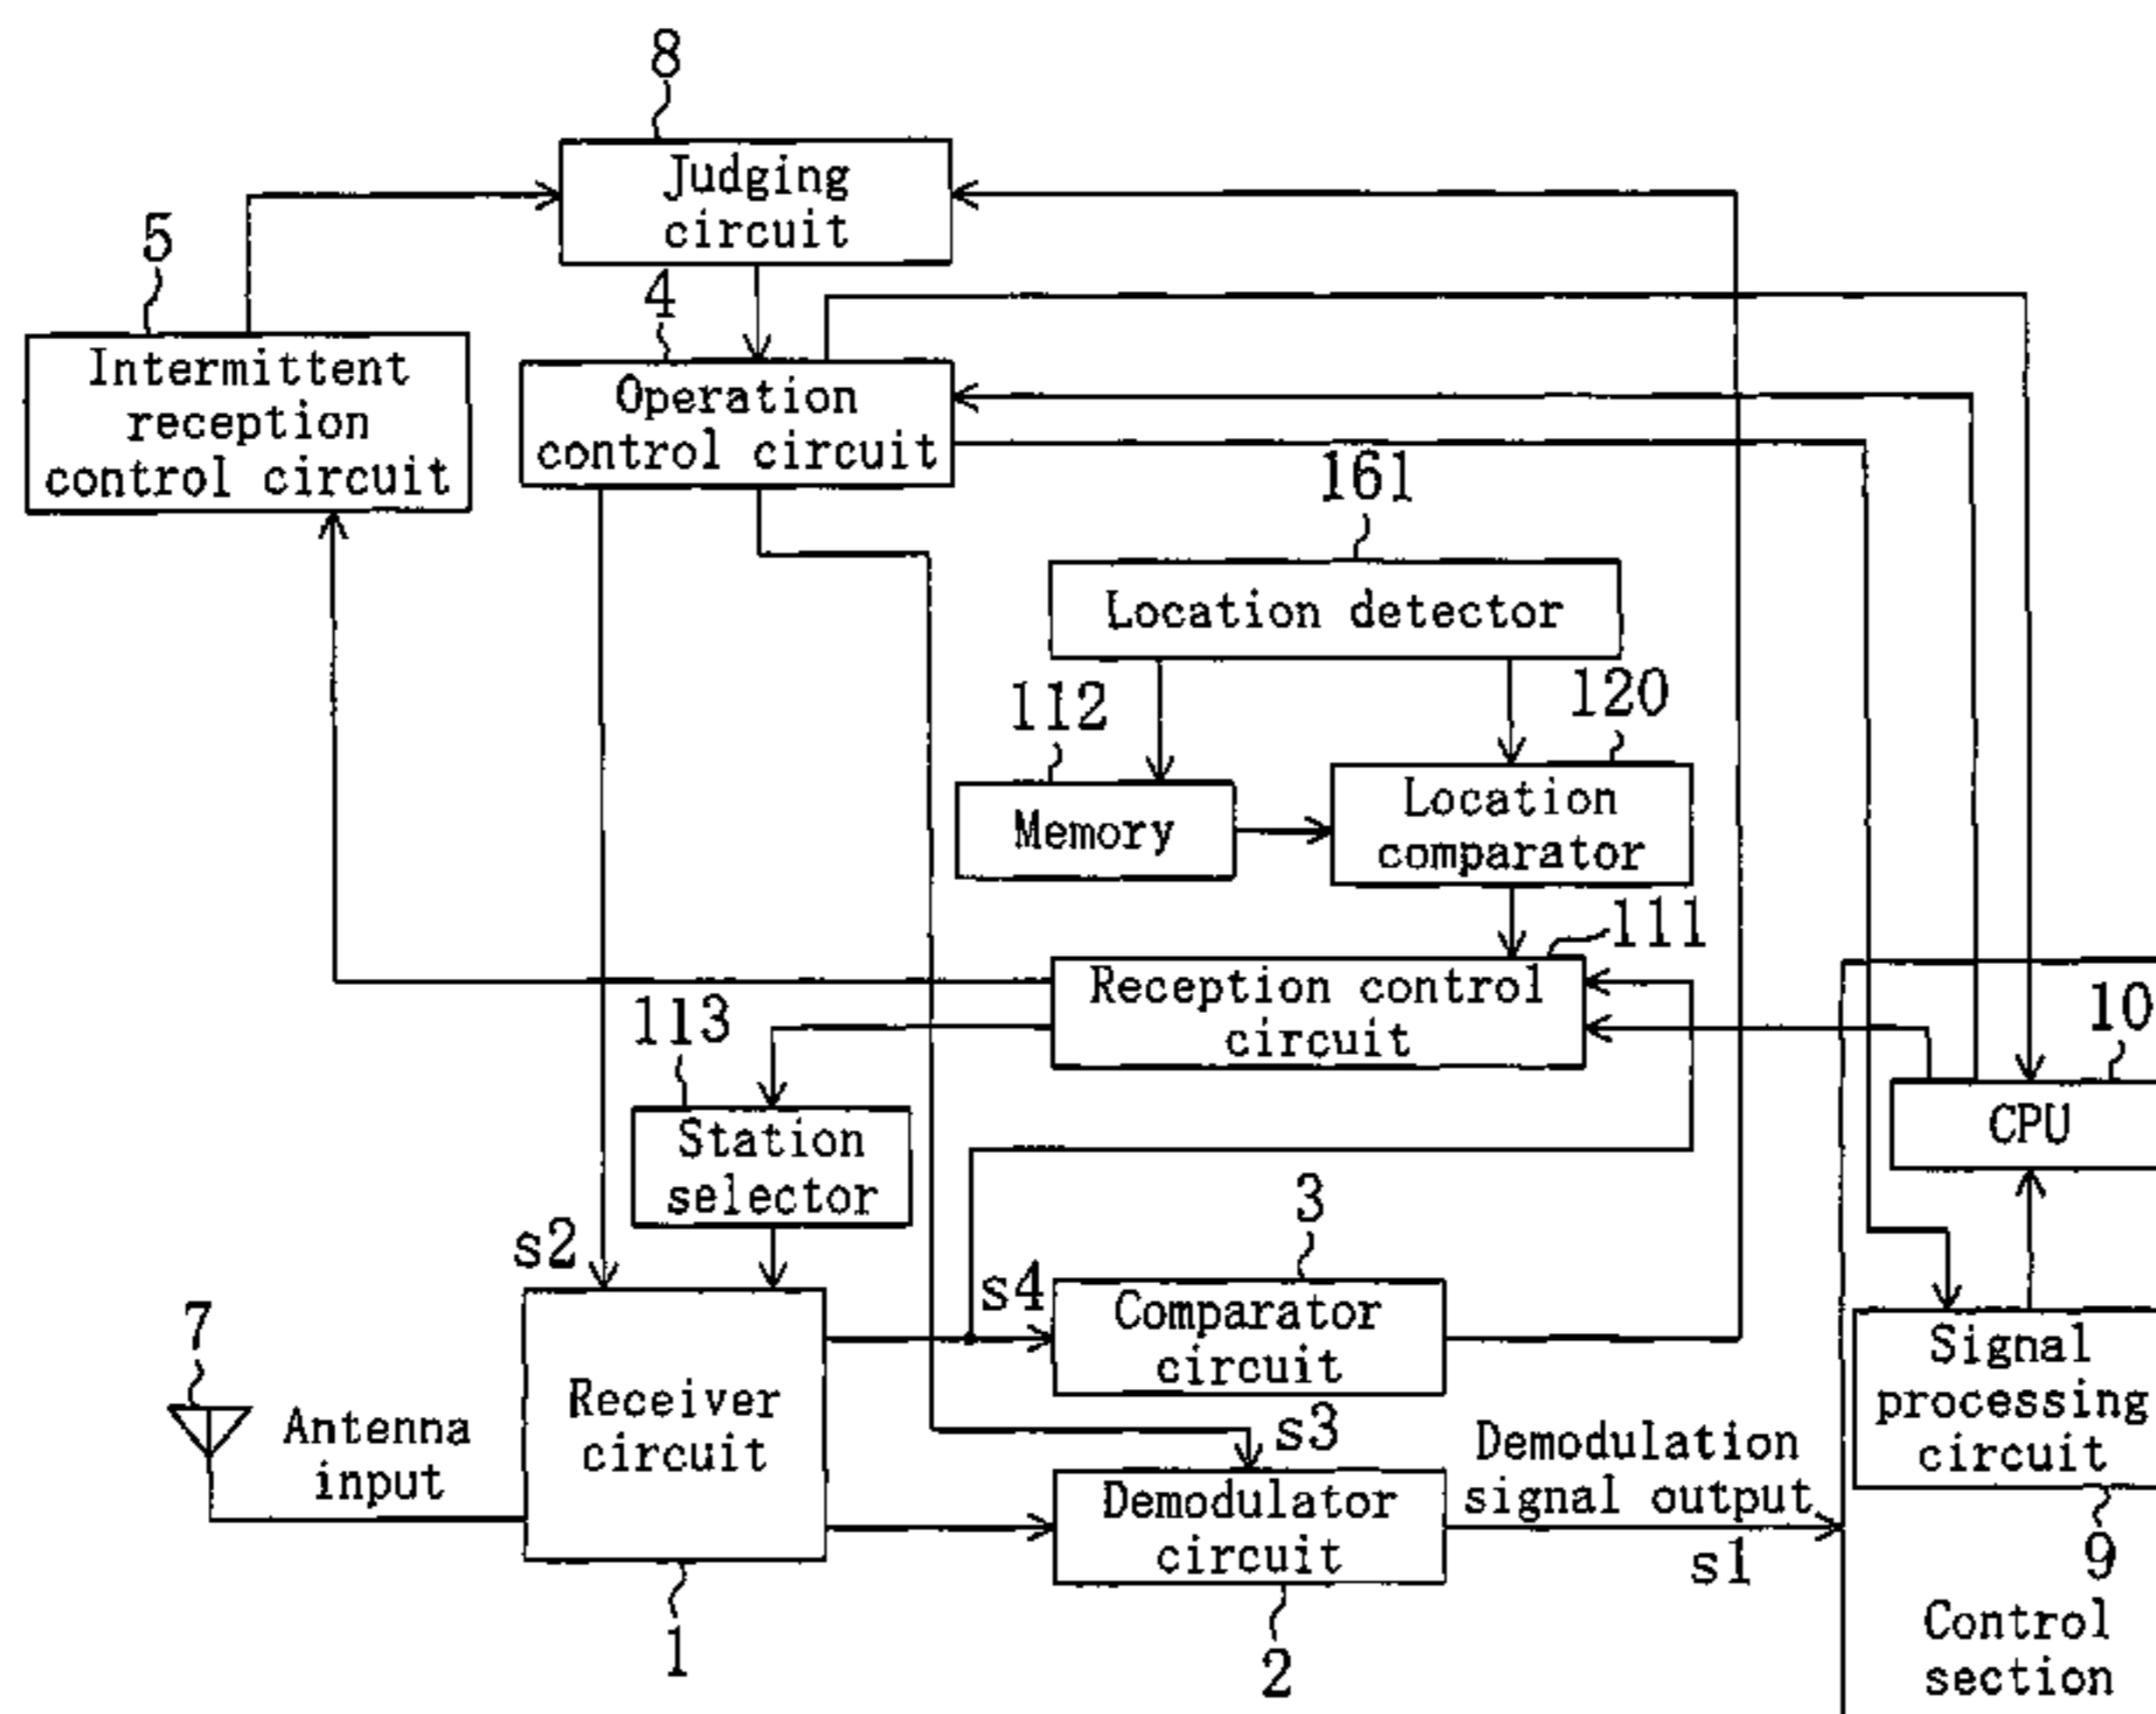 8
Judging
circuit
5
4
Intermittent
reception
control circuit
Operation
control circuit
161
Location detector
112
120
Memory
Location
comparator
111
Reception control
circuit
113
10
CPU
Station
selector
3
s2
s4
Comparator
circuit
7
Antenna
input
Receiver
circuit
Signal
processing
circuit
s3
Demodulation
signal output
Demodulator
circuit
s1
9
1
2
Control
section